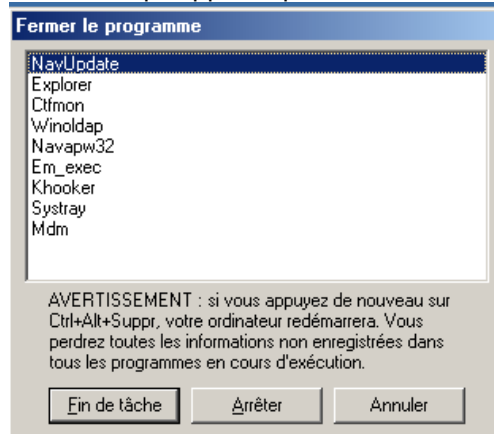 Fermer le programme
NavUpdate
Explorer
Ctfmon
Winoldap
Navapw32
Em_exec
Khooker
Systray
Mdm
AVERTISSEMENT : si vous appuyez de nouveau sur
Ctrl+Alt+Suppr, votre ordinateur redémarrera. Vous
perdrez toutes les informations non enregistrées dans
tous les programmes en cours d'exécution.
Fin de tâche
Arrêter
Annuler